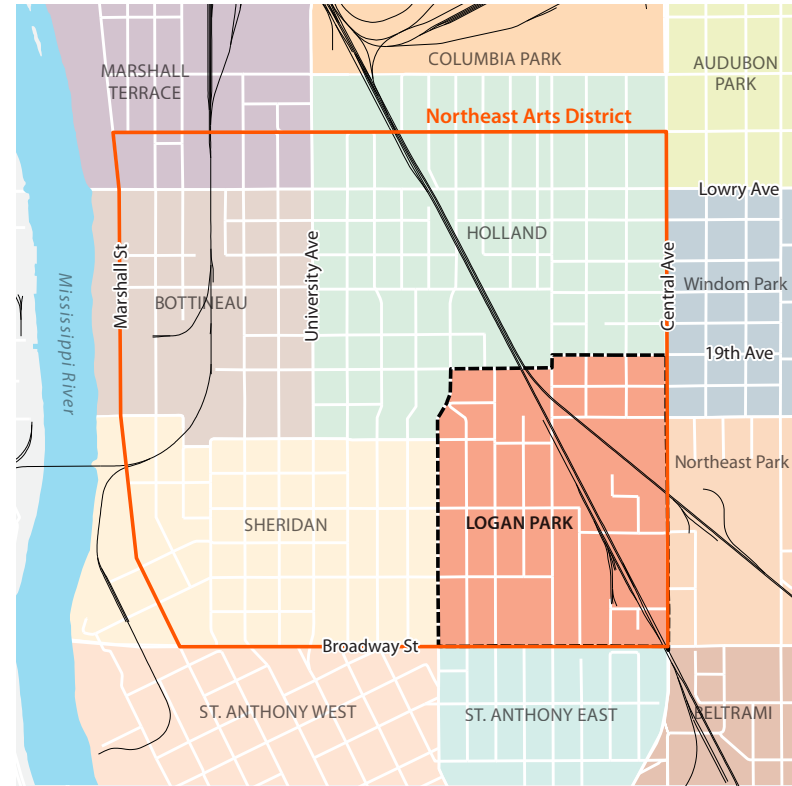 COLUMBIA PARK
AUDUBON
PARK
MARSHALL
TERRACE
Northeast Arts District
Lowry Ave
HOLLAND
University Ave
Central Ave
Marshall St
Mississippi River
Windom Park
BOTTINEAU
19th Ave
Northeast Park
SHERIDAN
LOGAN PARK
Broadway St
ST. ANTHONY WEST
ST. ANTHONY EAST
BELTRAMI